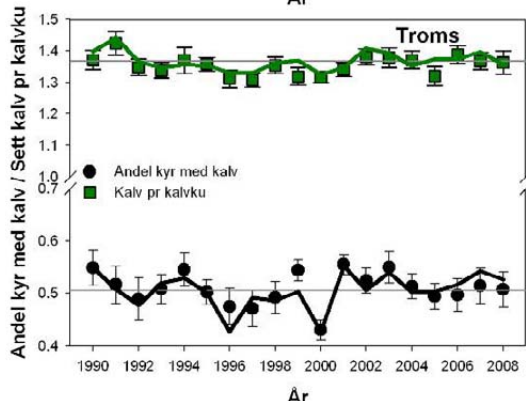 År
Andel kyr med kalv / Sett kalv pr kalvku
1.5
1.4
1.3
1.2
1.1
1.0
0.7
0.6
0.5
0.4
Troms
Andel kyr med kalv
Kalv pr kalvku
1990 1992 1994 1996 1998 2000 2002 2004 2006 2008
År